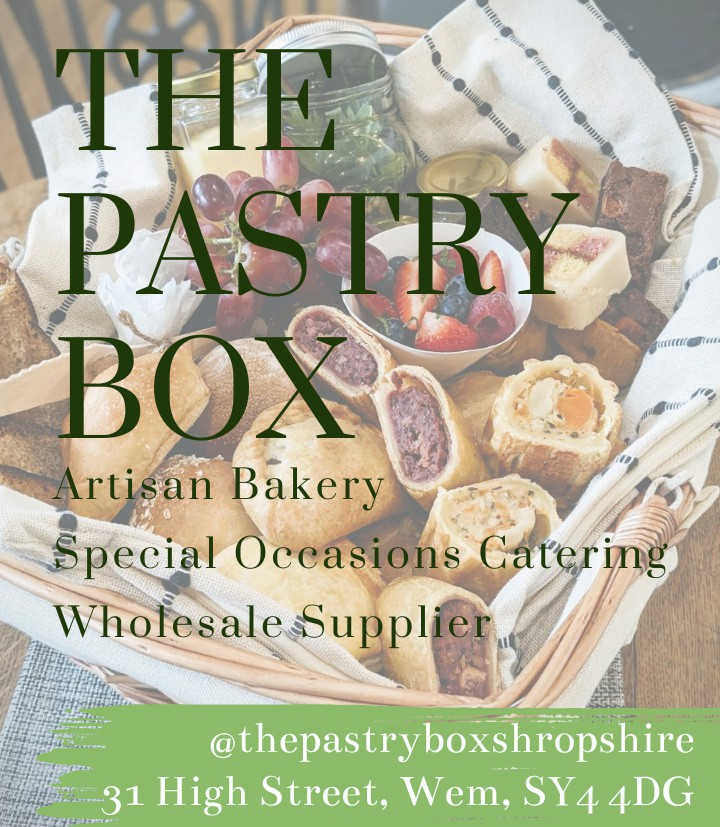 THE
PASTRY
BOX
Artisan Bakery
Special Occasions Catering
Wholesale Supplier
@thepastryboxshropshire
31 High Street, Wem, SY4 4DG